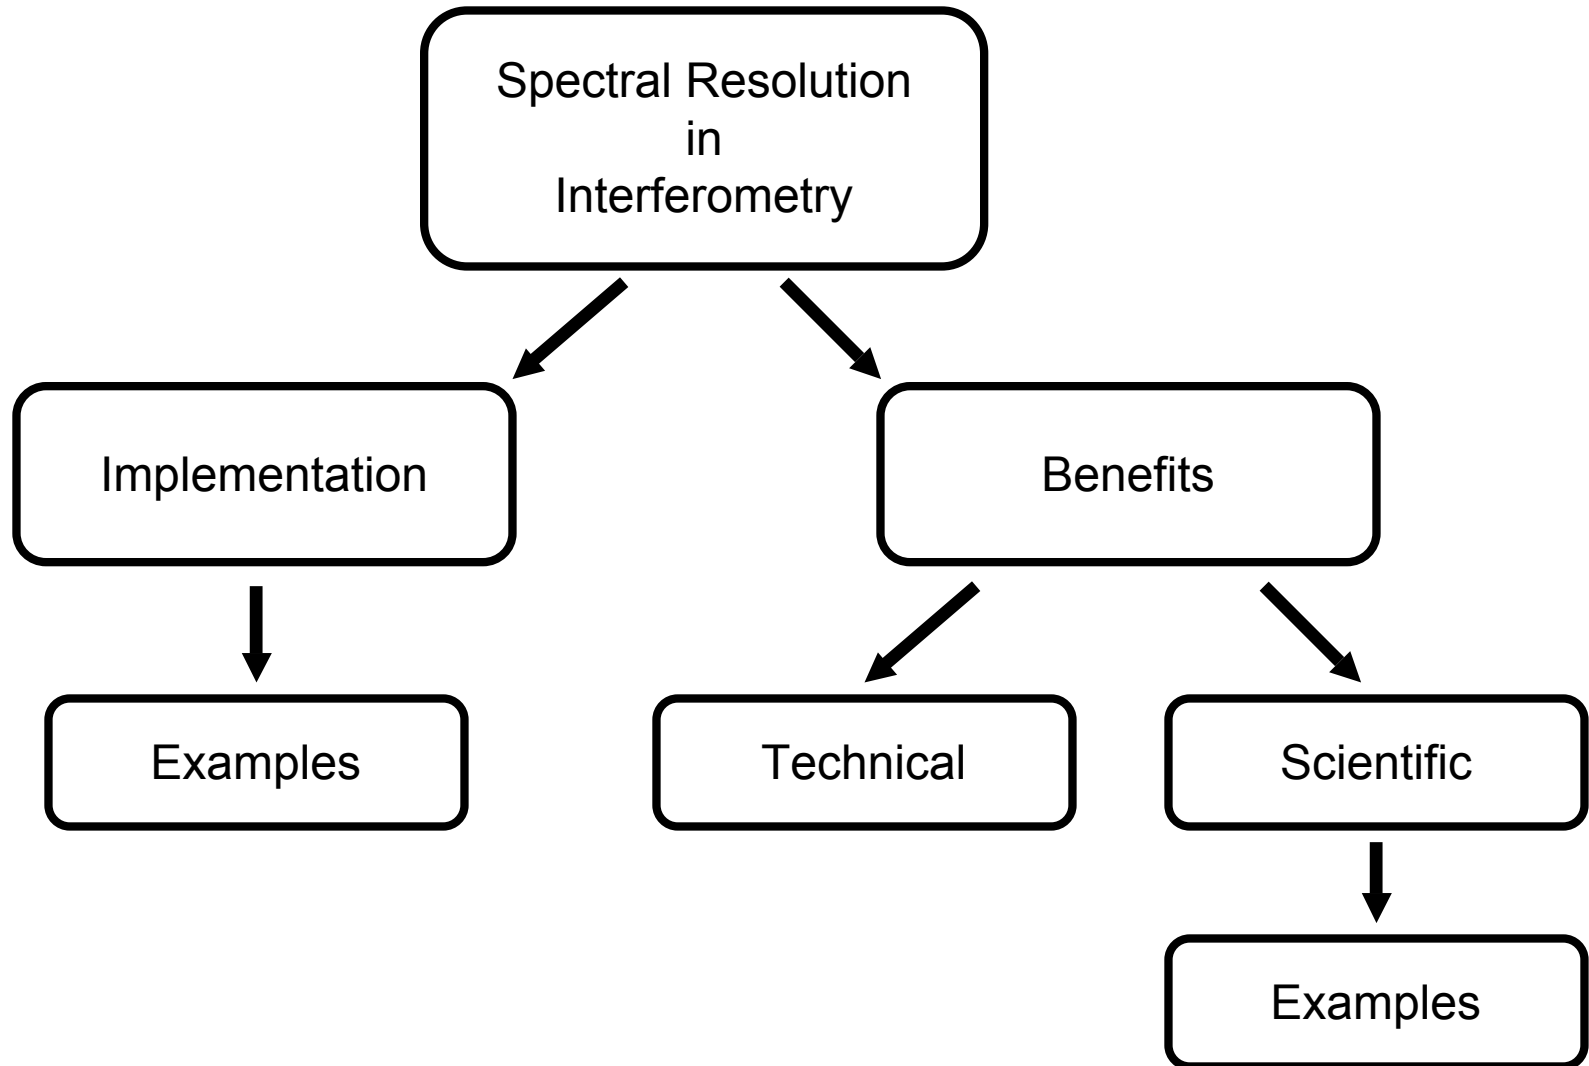 Spectral Resolution
in
Interferometry
Implementation
Benefits
Examples
Technical
Scientific
Examples